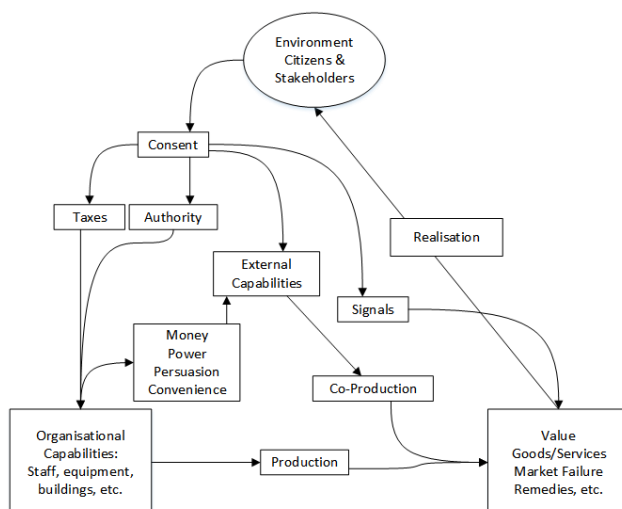 Environment
Citizens &
Stakeholders
Consent
Taxes
Authority
Realisation
External
Capabilities
Signals
Money
Power
Persuasion
Convenience
Co-Production
Organisational
Capabilities:
Staff, equipment,
buildings, etc.
Production
Value
Goods/Services
Market Failure
Remedies, etc.